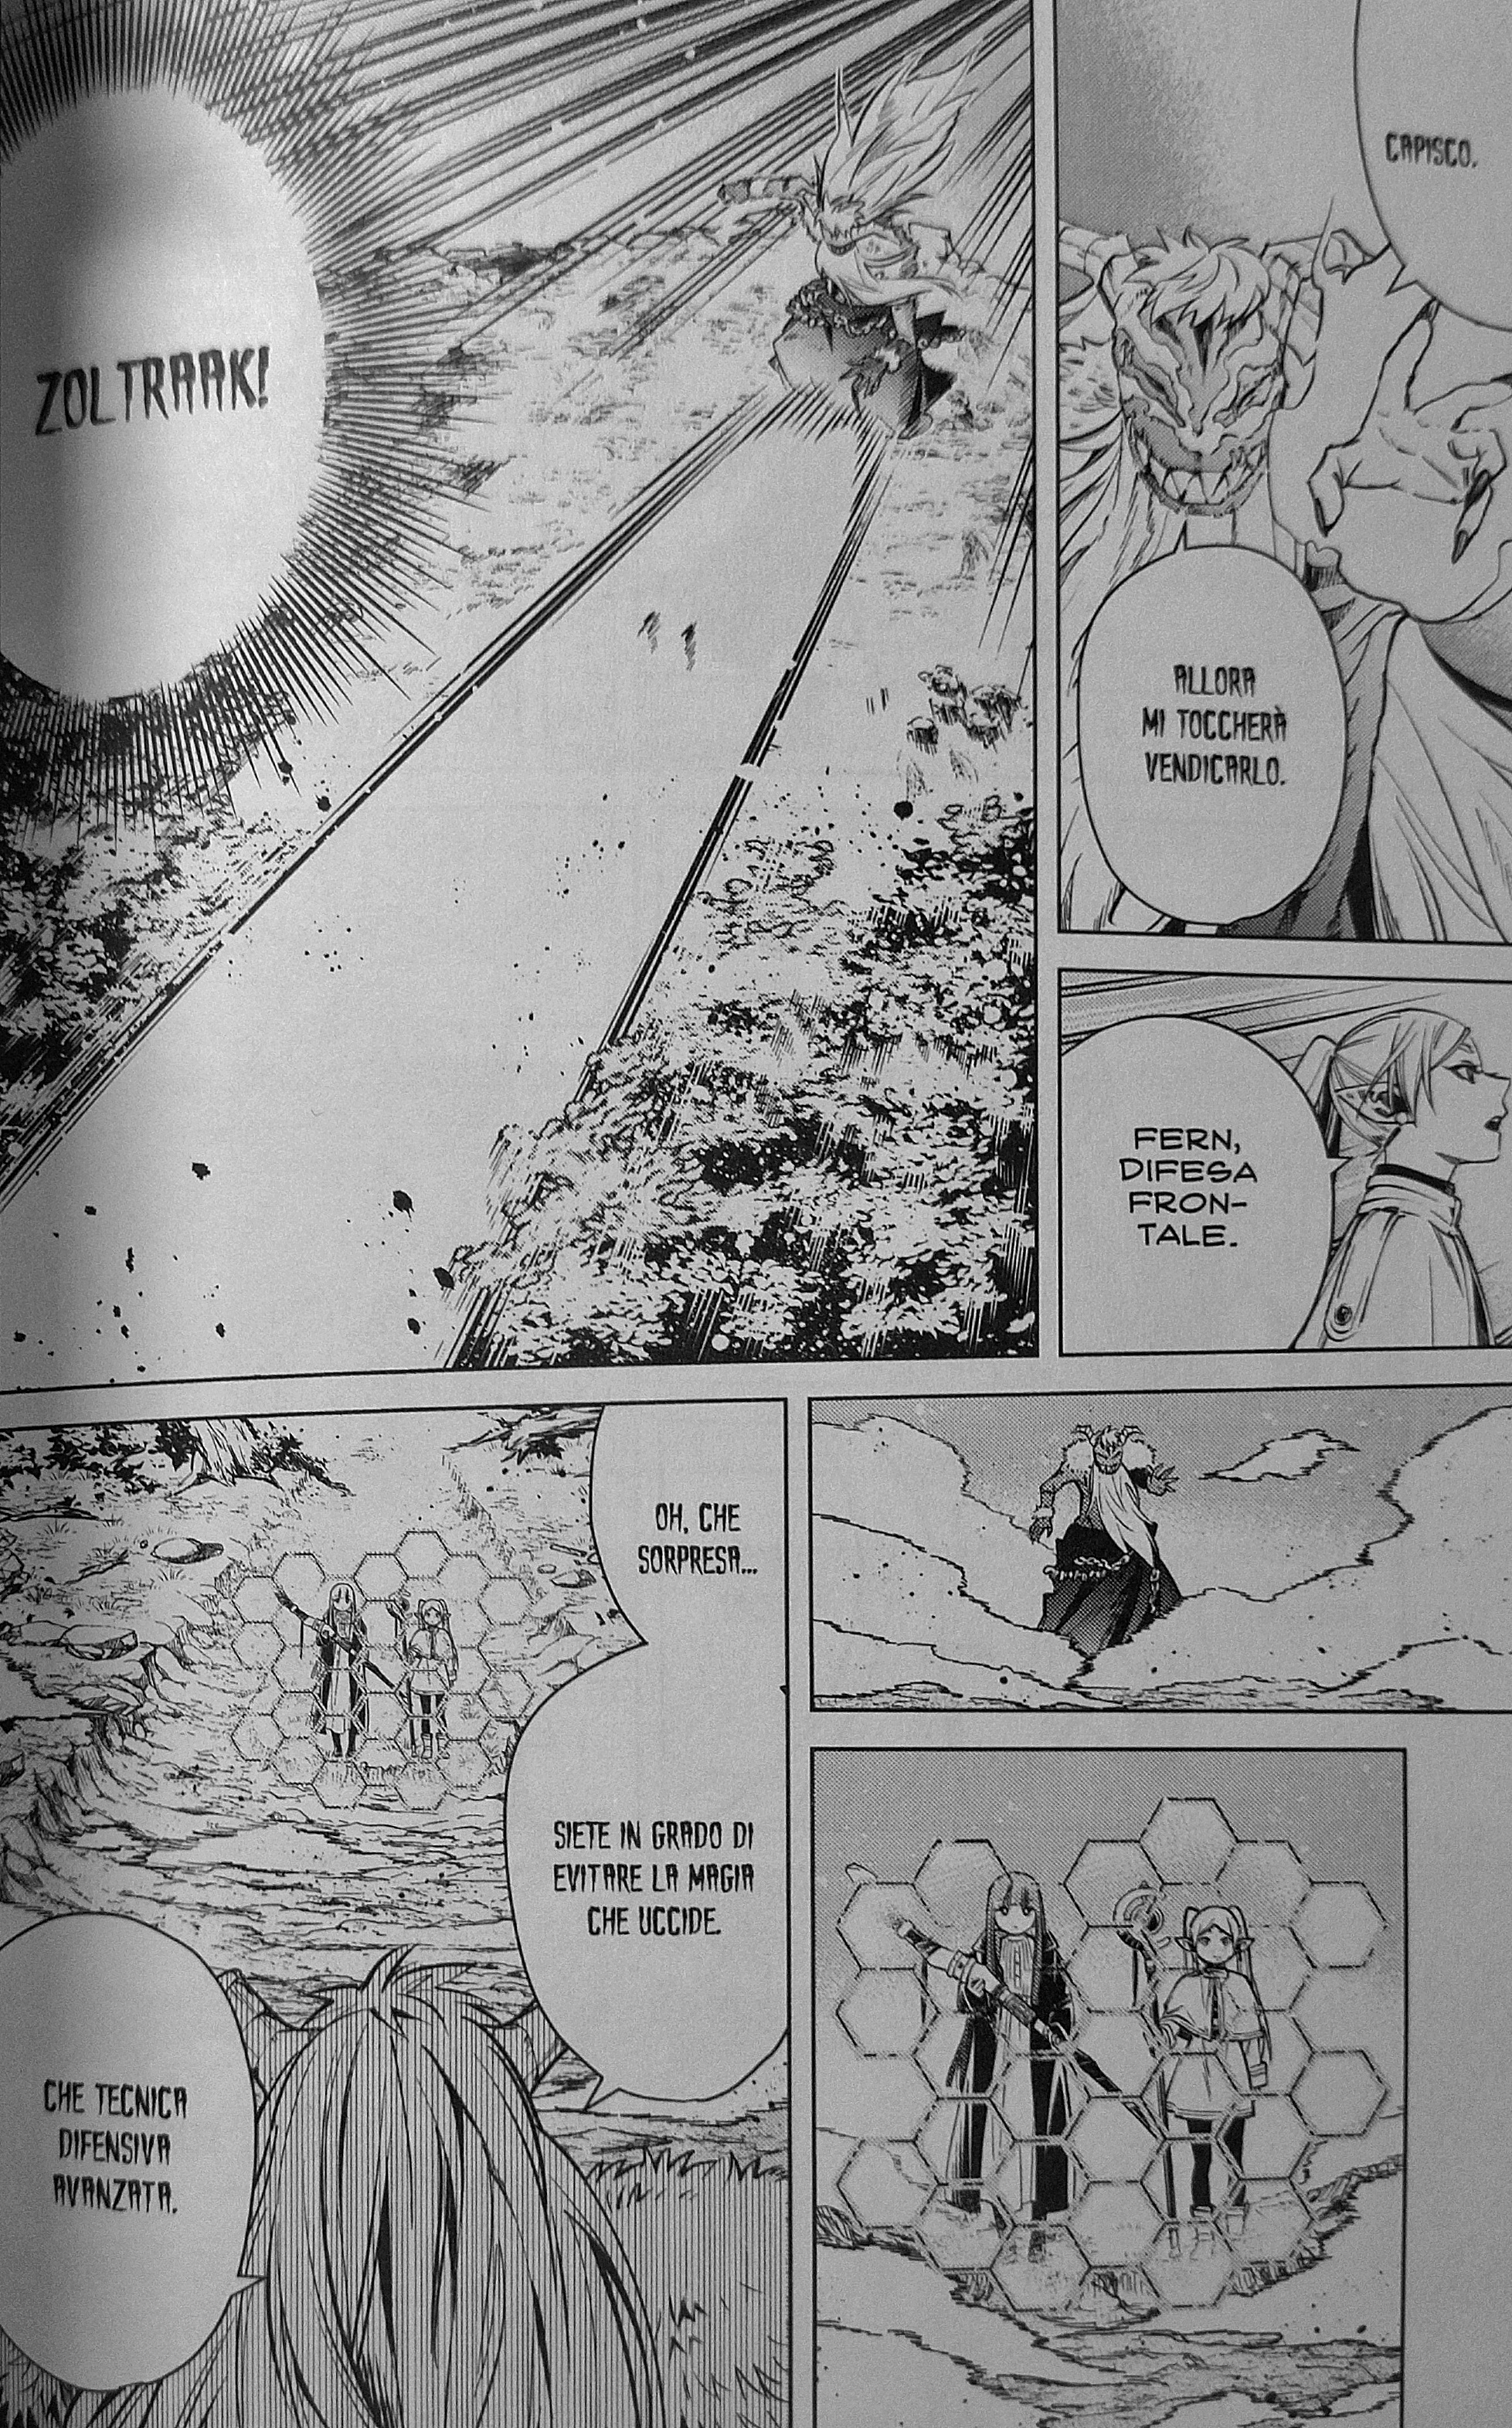 CAPISCO.
ALLORA
MI TOCCHERÀ
VENDICARLO.
FERN,
DIFESA
FRON-
TALE.
ZOLTRAAK!
OH, CHE
SORPRESA...
SIETE IN GRADO DI
EVITARE LA MAGIA
CHE UCCIDE.
CHE TECNICA
DIFENSIVA
AVANZATA.